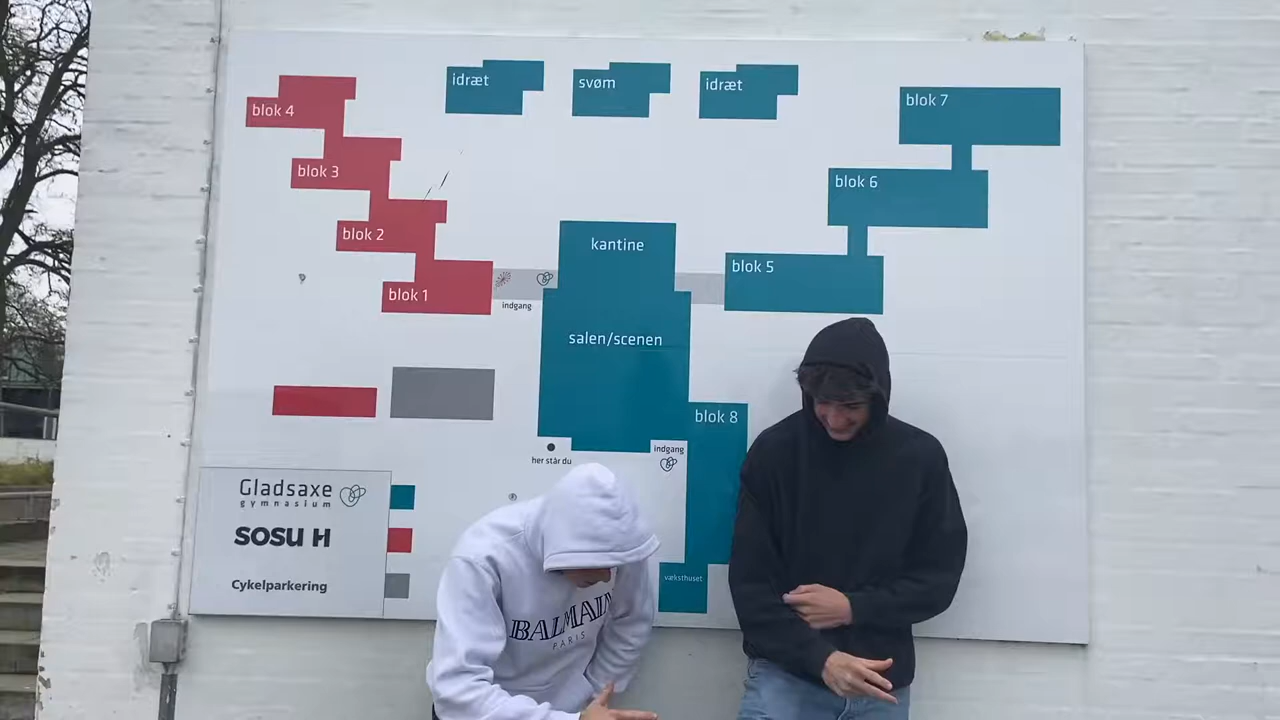 idræt
svøm
idræt
blok 7
blok 4
blok 3
blok 6
blok 2
kantine
blok 5
blok 1
indgang
salen/scenen
blok 8
her står du
indgang
Gladsaxe
gymnasium
SOSU H
Cykelparkering
væksthuset
BALMAIN
PARIS